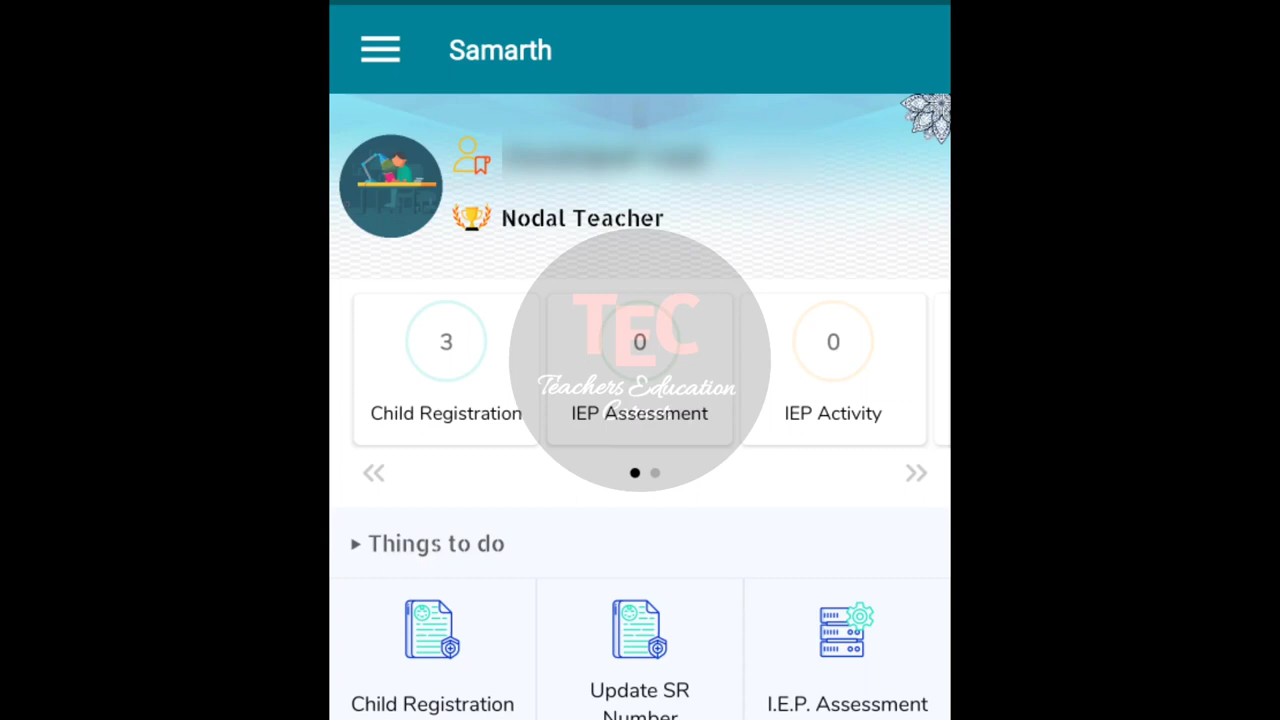 Samarth
Nodal Teacher
3
0
0
TEC
Teachers Education
Child Registration
IEP Assessment
IEP Activity
Things to do
Child Registration
Update SR
Number
I.E.P. Assessment